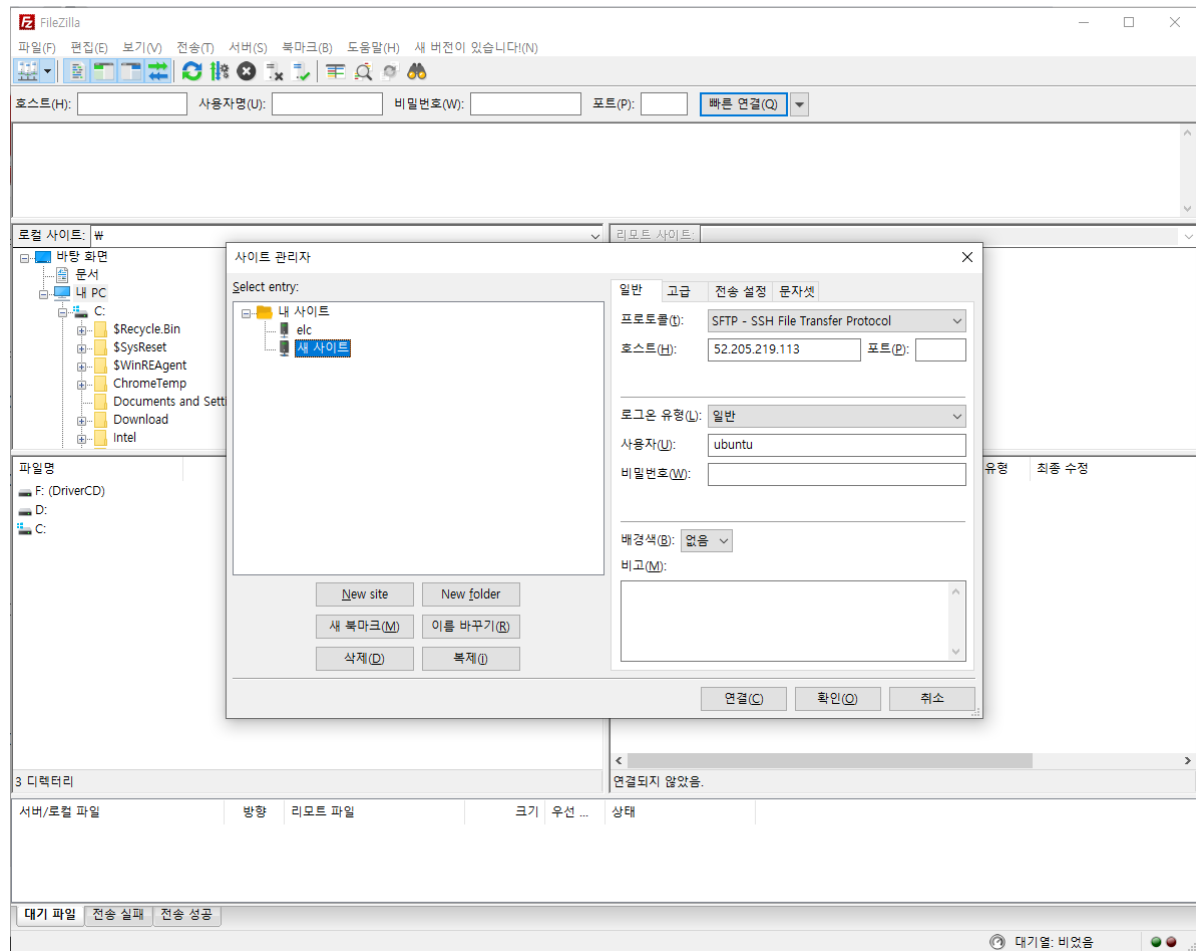 FileZilla
파일(F) 편집(E) 보기(V) 전송(T) 서버(S) 북마크(B) 도움말(H) 새 버전이 있습니다!(N)
호스트(H): 사용자명(U): 비밀번호(W): 포트(P): 빠른 연결(Q)
로컬 사이트: ₩
리모트 사이트:
바탕 화면
문서
내 PC
C:
$Recycle.Bin
$SysReset
$WinREAgent
ChromeTemp
Documents and Setti
Download
Intel
파일명
F: (DriverCD)
D:
C:
3 디렉터리
사이트 관리자
Select entry:
내 사이트
elc
새 사이트
New site New folder
새 북마크(M) 이름 바꾸기(R)
삭제(D) 복제(I)
일반 고급 전송 설정 문자셋
프로토콜(t): SFTP - SSH File Transfer Protocol
호스트(H): 52.205.219.113 포트(P):
로그온 유형(L): 일반
사용자(U): ubuntu
비밀번호(W):
배경색(B): 없음
비고(M):
연결(C) 확인(O) 취소
유형 최종 수정
연결되지 않았음.
서버/로컬 파일 방향 리모트 파일 크기 우선 ... 상태
대기 파일 전송 실패 전송 성공
대기열: 비었음